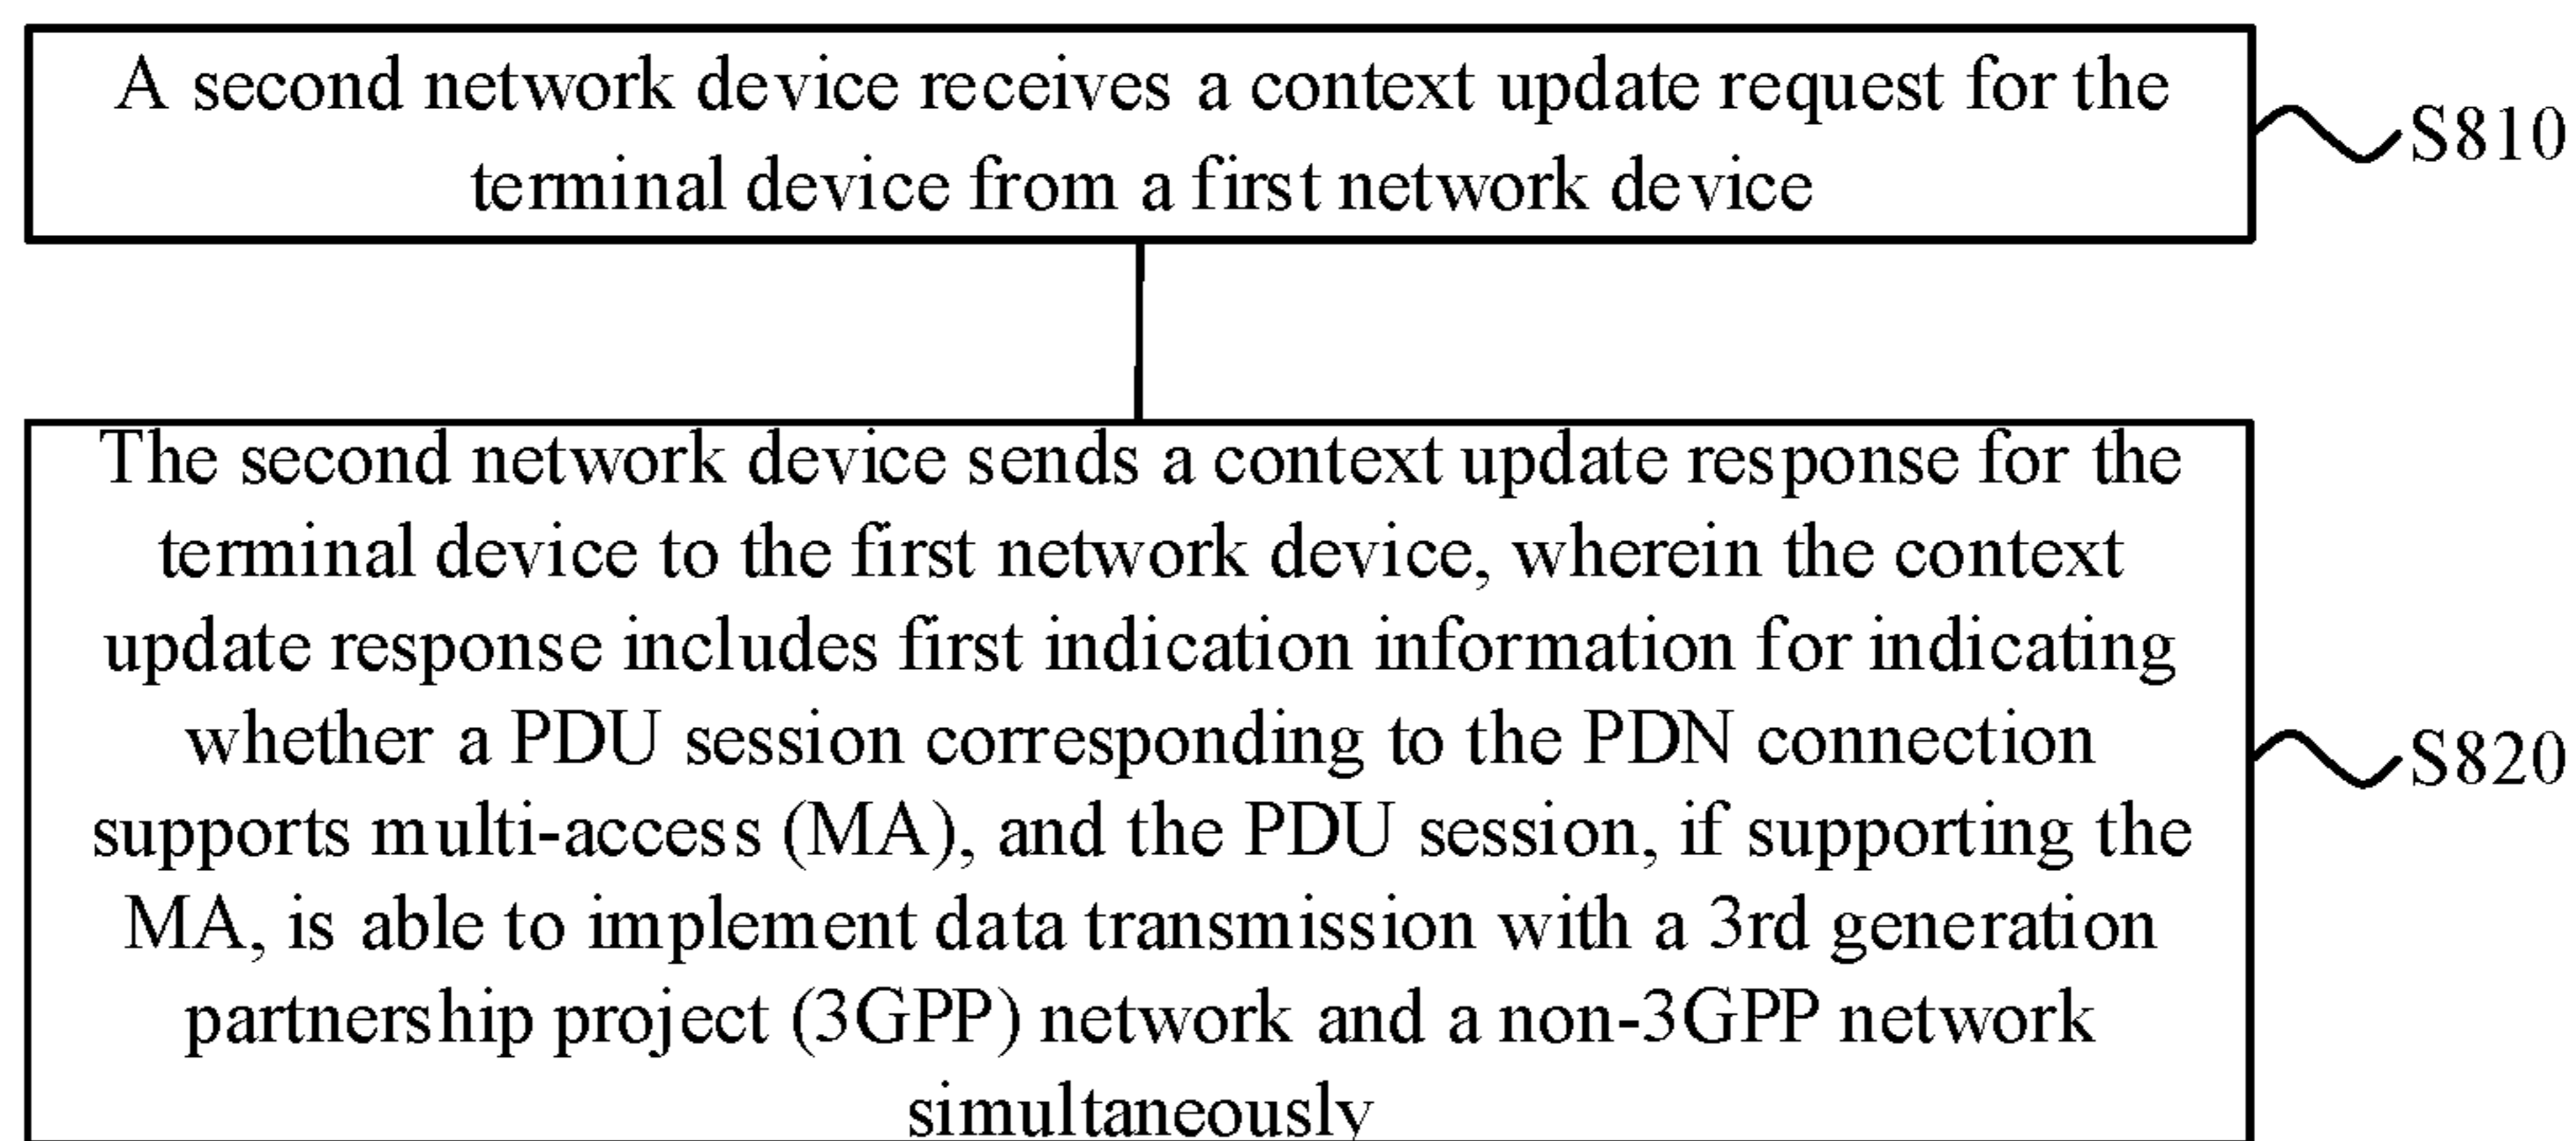 A second network device receives a context update request for the
terminal device from a first network device
S810
The second network device sends a context update response for the
terminal device to the first network device, wherein the context
update response includes first indication information for indicating
whether a PDU session corresponding to the PDN connection
supports multi-access (MA), and the PDU session, if supporting the
MA, is able to implement data transmission with a 3rd generation
partnership project (3GPP) network and a non-3GPP network
simultaneously
S820